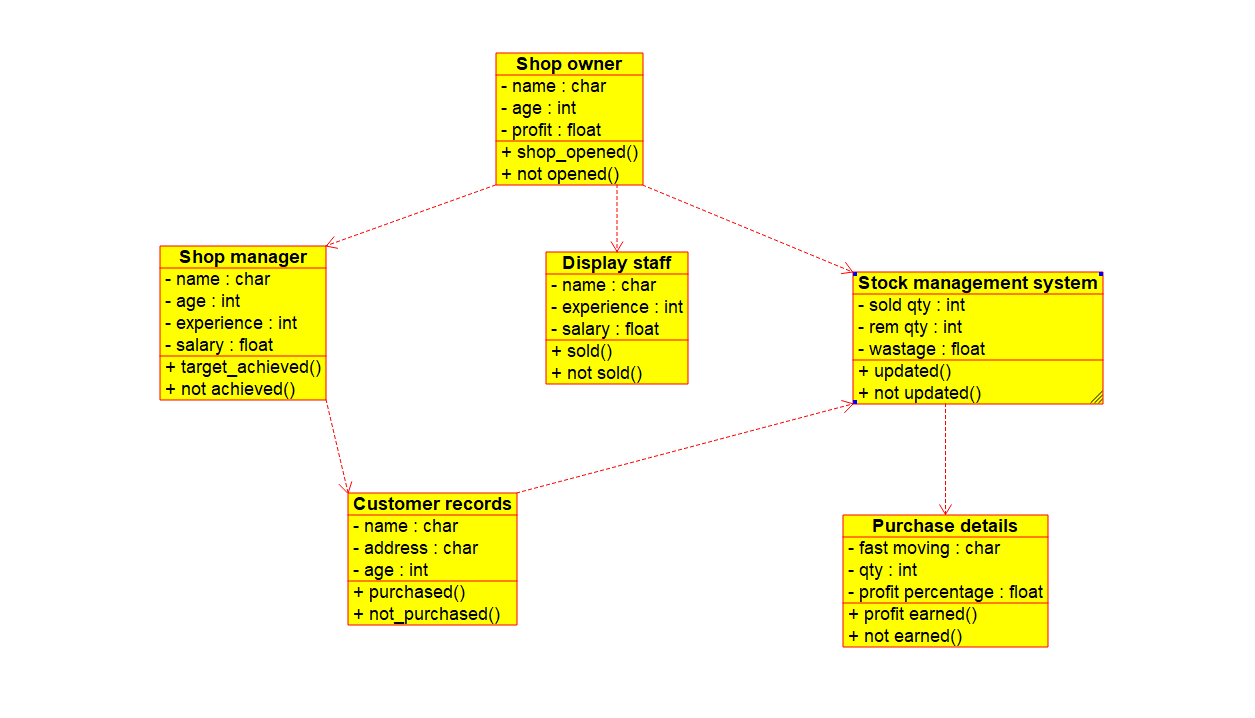 Shop owner
- name : char
- age : int
- profit : float
+ shop_opened()
+ not opened()
Shop manager
- name : char
- age : int
- experience : int
- salary : float
+ target_achieved()
+ not achieved()
Display staff
- name : char
- experience : int
- salary : float
+ sold()
+ not sold()
Stock management system
- sold qty : int
- rem qty : int
- wastage : float
+ updated()
+ not updated()
Customer records
- name : char
- address : char
- age : int
+ purchased()
+ not_purchased()
Purchase details
- fast moving : char
- qty : int
- profit percentage : float
+ profit earned()
+ not earned()